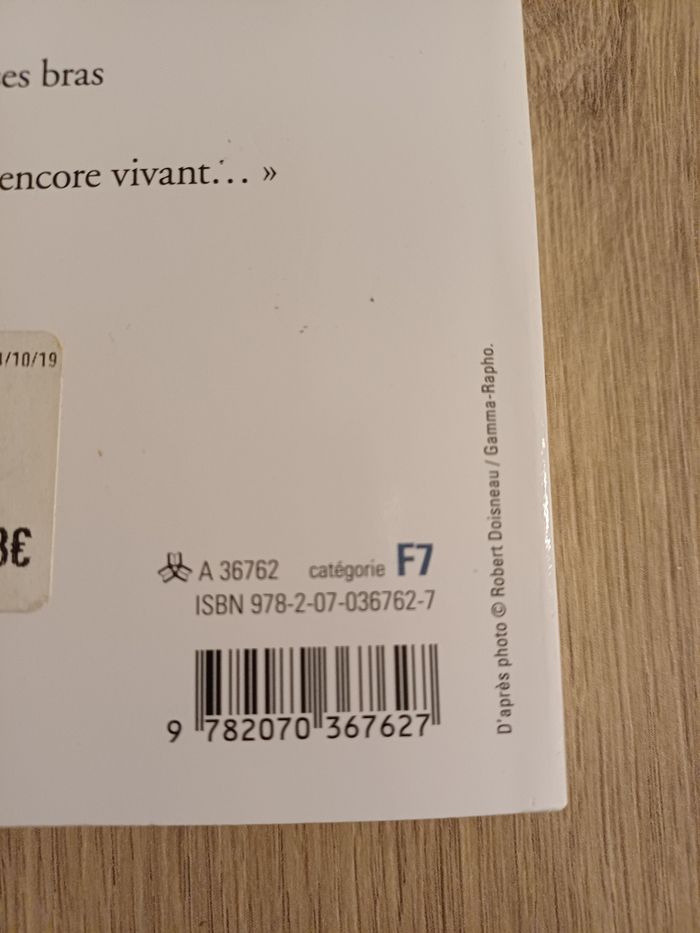 es bras
encore vivant… »
/10/19
3€
A 36762 catégorie F7
ISBN 978-2-07-036762-7
9 782070 367627
D'après photo © Robert Doisneau / Gamma-Rapho.